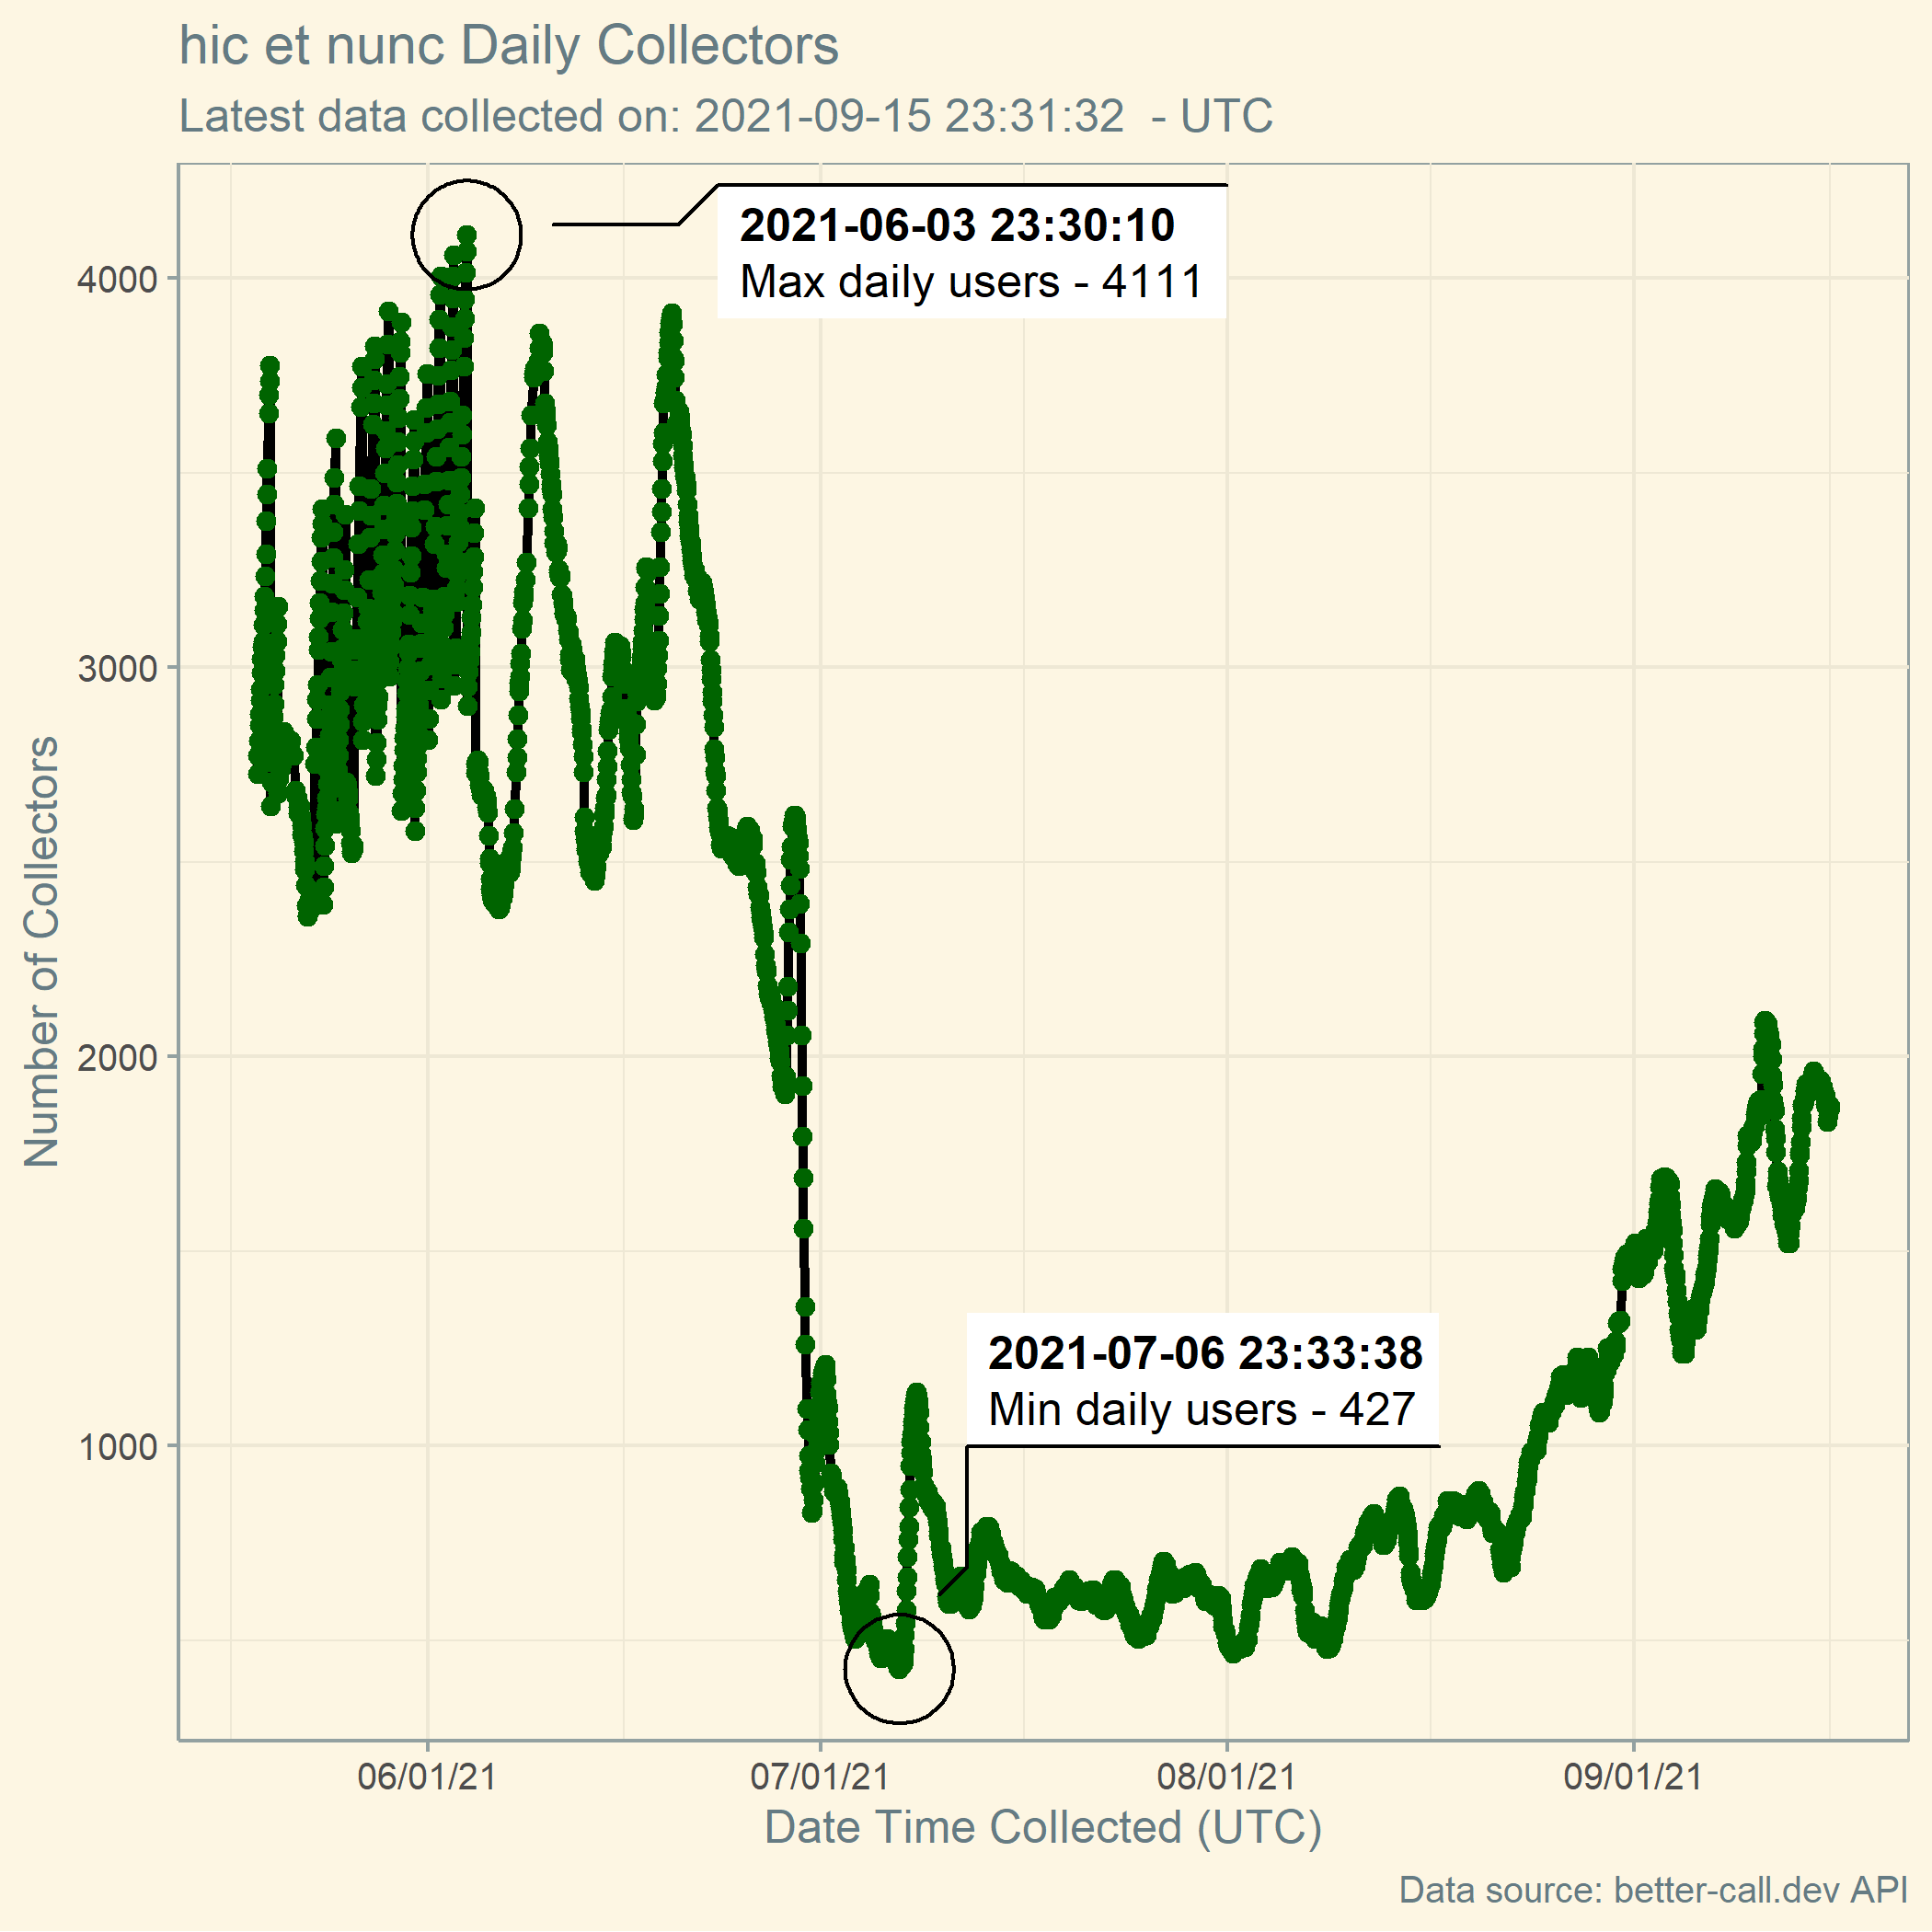 hic et nunc Daily Collectors
Latest data collected on: 2021-09-15 23:31:32  - UTC
2021-06-03 23:30:10
Max daily users - 4111
4000
3000
2000
1000
Number of Collectors
2021-07-06 23:33:38
Min daily users - 427
06/01/21
07/01/21
08/01/21
09/01/21
Date Time Collected (UTC)
Data source: better-call.dev API